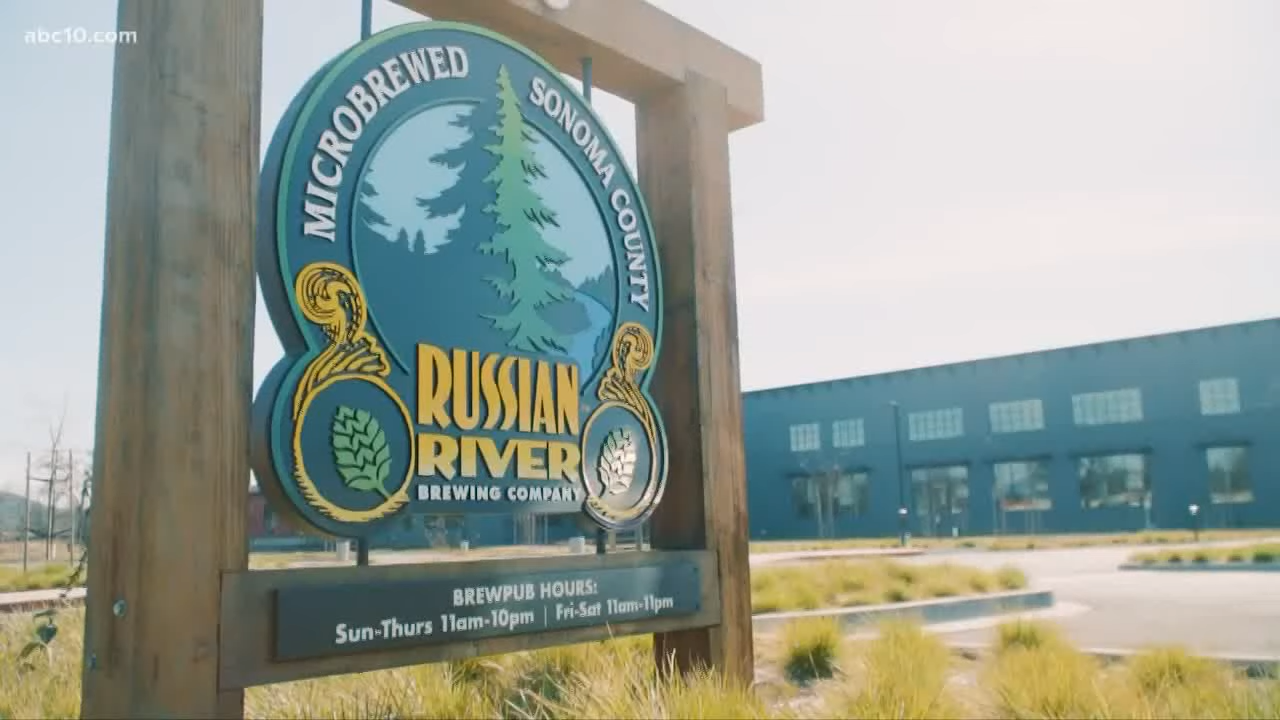 abc10.com
MICROBREWED
SONOMA COUNTY
RUSSIAN
RIVER
BREWING COMPANY
BREWPUB HOURS:
Sun-Thurs 11am-10pm | Fri-Sat 11am-11pm